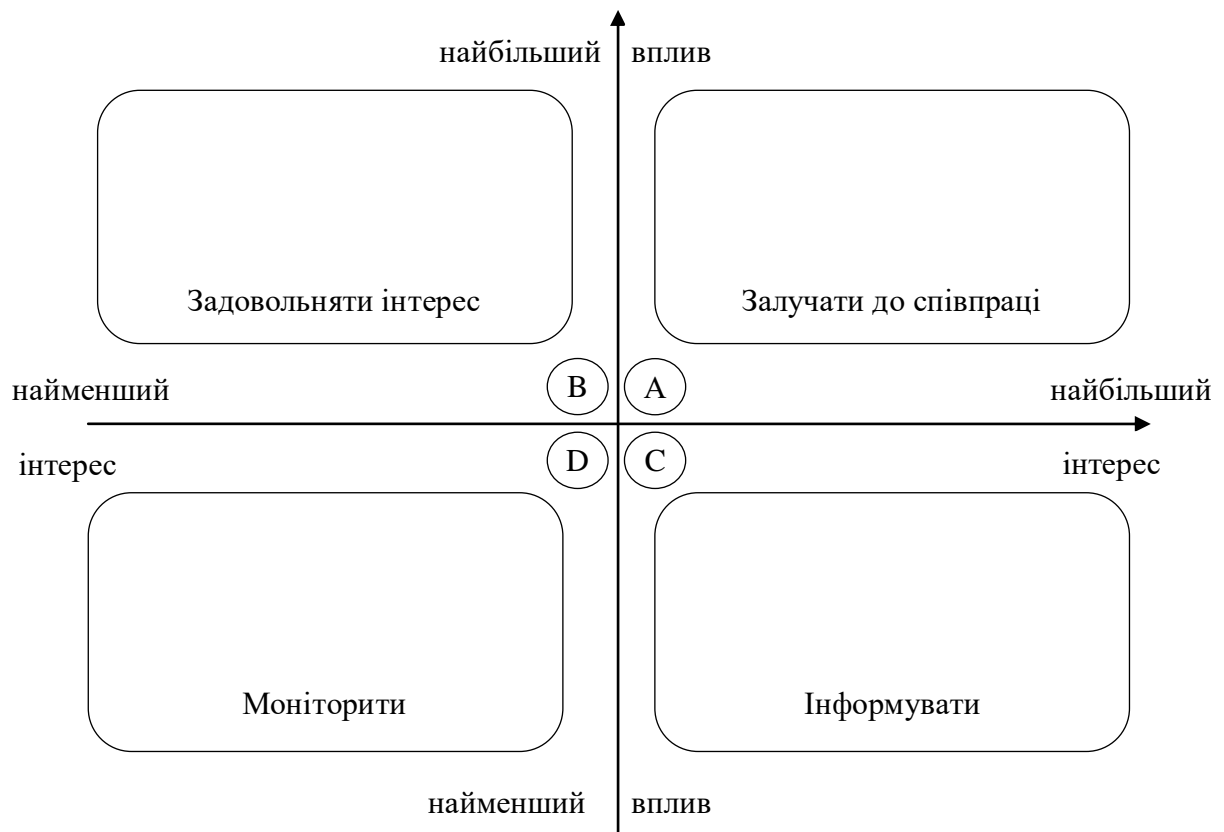 найбільший вплив
Задовольняти інтерес
Залучати до співпраці
B
A
найменший
найбільший
інтерес
D
C
інтерес
Моніторити
Інформувати
найменший вплив